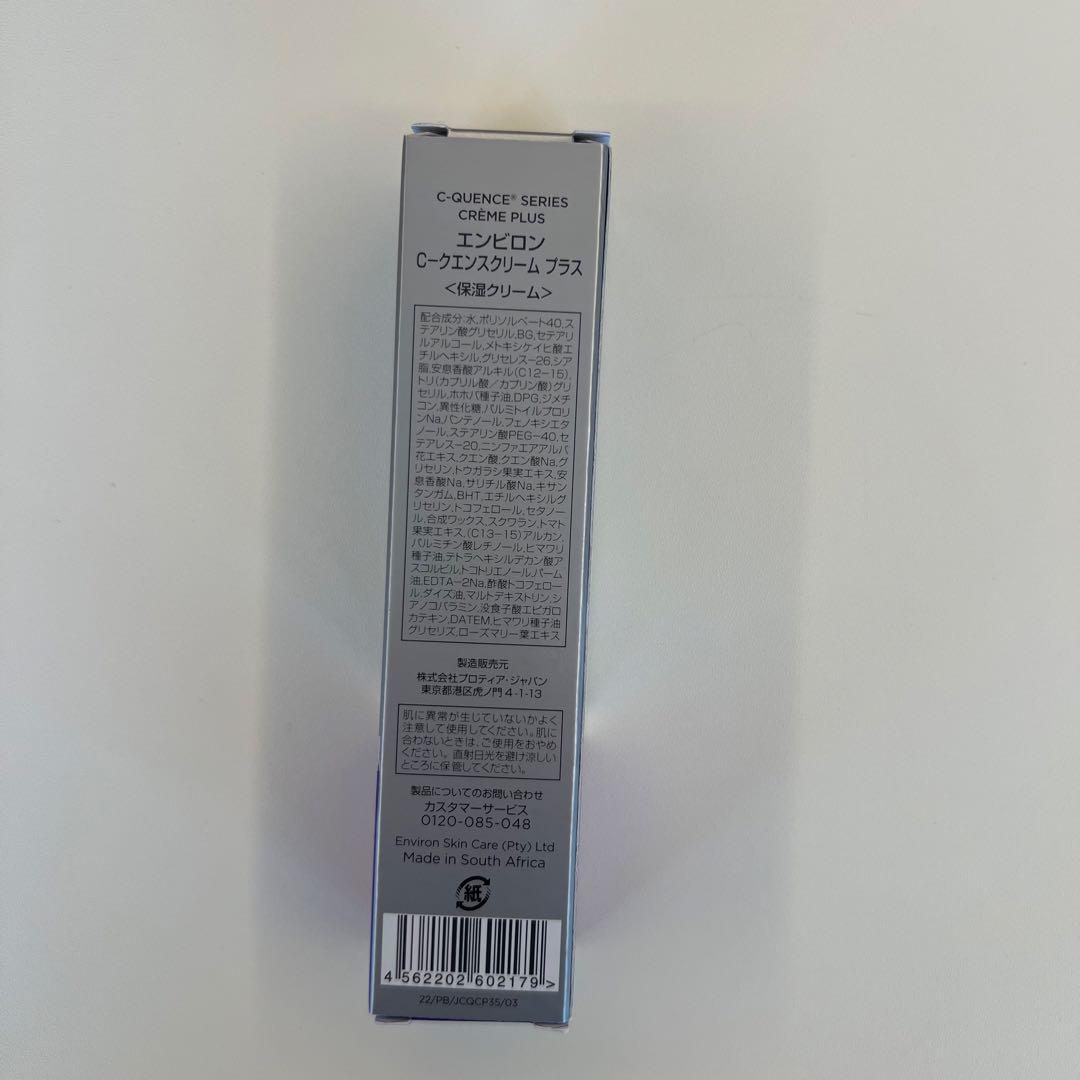 C-QUENCE® SERIES
CRÈME PLUS
エンビロン
C−クエンスクリーム プラス
＜保湿クリーム＞
配合成分:水,ポリソルベート40,ス
テアリン酸グリセリル,BG,セテアリ
ルアルコール,メトキシケイヒ酸エ
チルヘキシル,グリセレス−26,シア
脂,安息香酸アルキル(C12−15),
トリ(カプリル酸／カプリン酸)グリ
セリル,ホホバ種子油,DPG,ジメチ
コン,異性化糖,パルミトイルプロリ
ンNa,パンテノール,フェノキシエタ
ノール,ステアリン酸PEG−40,セ
テアレス−20,ニンファエアアルバ
花エキス,クエン酸,クエン酸Na,グ
リセリン,トウガラシ果実エキス,安
息香酸Na,サリチル酸Na,キサン
タンガム,BHT,エチルヘキシルグ
リセリン,トコフェロール,セタノー
ル,合成ワックス,スクワラン,トマト
果実エキス,(C13−15)アルカン,
パルミチン酸レチノール,ヒマワリ
種子油,テトラヘキシルデカン酸ア
スコルビル,トコトリエノール,パーム
油,EDTA−2Na,酢酸トコフェロー
ル,ダイズ油,マルトデキストリン,シ
アノコバラミン,没食子酸エピガロ
カテキン,DATEM,ヒマワリ種子油
グリセリズ,ローズマリー葉エキス
製造販売元
株式会社プロティア・ジャパン
東京都港区虎ノ門 4-1-13
肌に異常が生じていないかよく
注意して使用してください。肌に
合わないときは、ご使用をおやめ
ください。直射日光を避け涼しい
ところに保管してください。
製品についてのお問い合わせ
カスタマーサービス
0120-085-048
Environ Skin Care (Pty) Ltd
Made in South Africa
紙
4 562202 602179 >
22/PB/JCQCP35/03